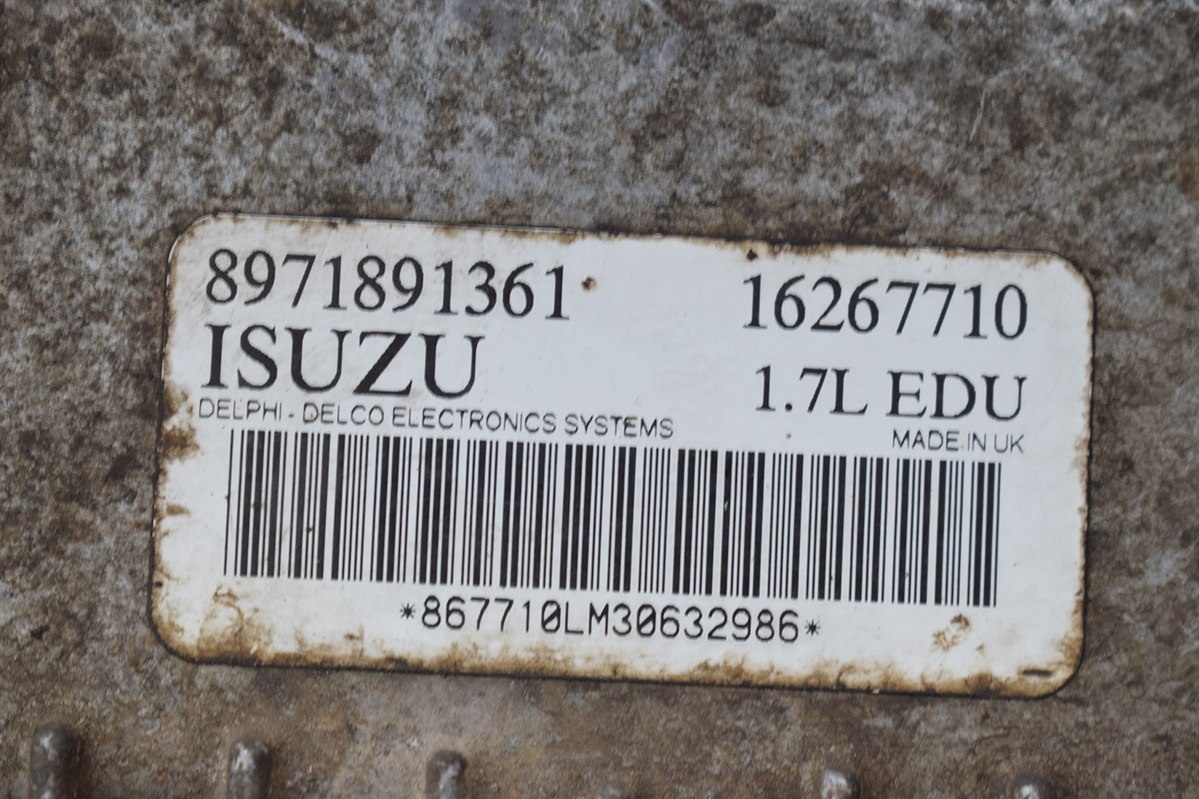 8971891361 16267710
ISUZU 1.7L EDU
DELPHI - DELCO ELECTRONICS SYSTEMS MADE IN UK
*867710LM30632986*